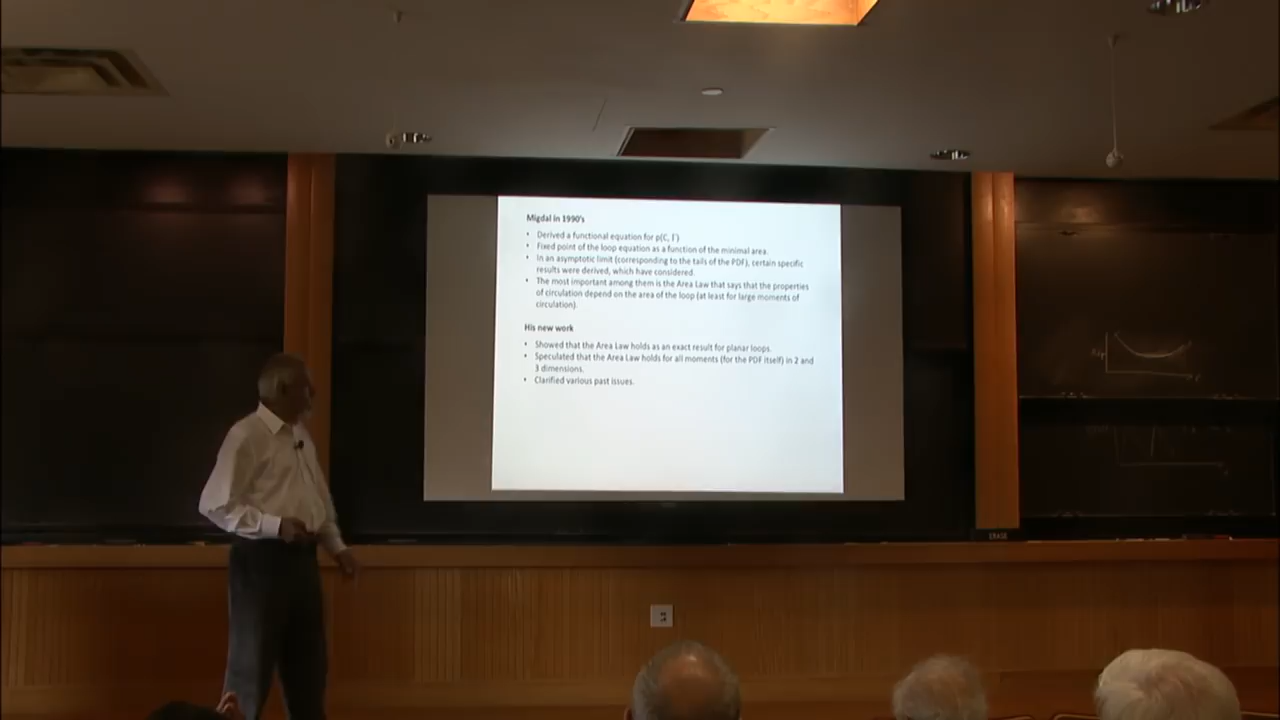 Migdal in 1990's
• Derived a functional equation for p(C, Γ)
• Fixed point of the loop equation as a function of the minimal area.
• In an asymptotic limit (corresponding to the tails of the PDF), certain specific
results were derived, which have considered.
• The most important among them is the Area Law that says that the properties
of circulation depend on the area of the loop (at least for large moments of
circulation).
His new work
• Showed that the Area Law holds as an exact result for planar loops.
• Speculated that the Area Law holds for all moments (for the PDF itself) in 2 and
3 dimensions.
• Clarified various past issues.
ERASE